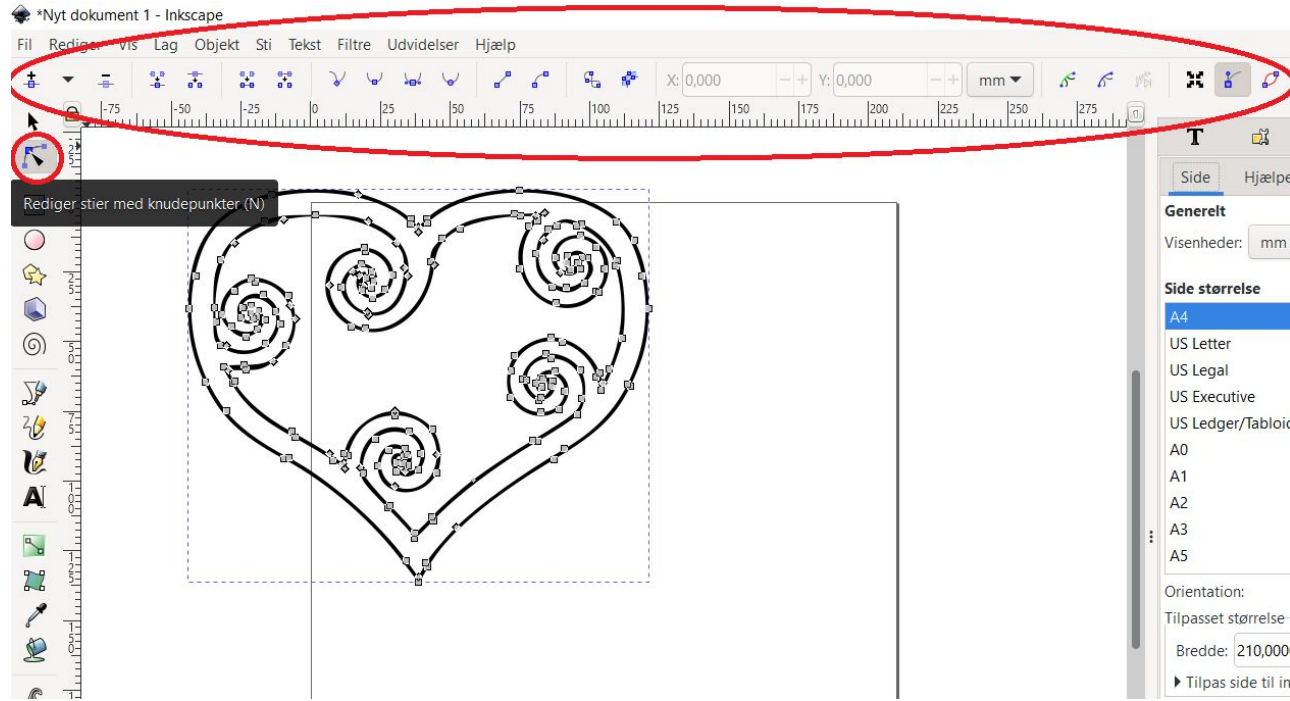 *Nyt dokument 1 - Inkscape
Fil Rediger Vis Lag Objekt Sti Tekst Filtre Udvidelser Hjælp
X: 0,000 Y: 0,000 mm
-75 -50 -25 0 25 50 75 100 125 150 175 200 225 250 275
Rediger stier med knudepunkter (N)
Side Hjælpe
Generelt
Visenheder: mm
Side størrelse
A4
US Letter
US Legal
US Executive
US Ledger/Tabloid
A0
A1
A2
A3
A5
Orientation:
Tilpasset størrelse
Bredde: 210,000
Tilpas side til in